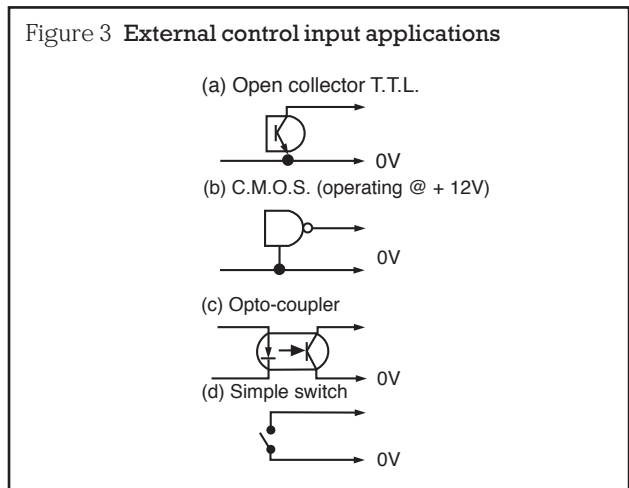 Figure 3 External control input applications
(a) Open collector T.T.L.
0V
(b) C.M.O.S. (operating @ + 12V)
0V
(c) Opto-coupler
0V
(d) Simple switch
0V